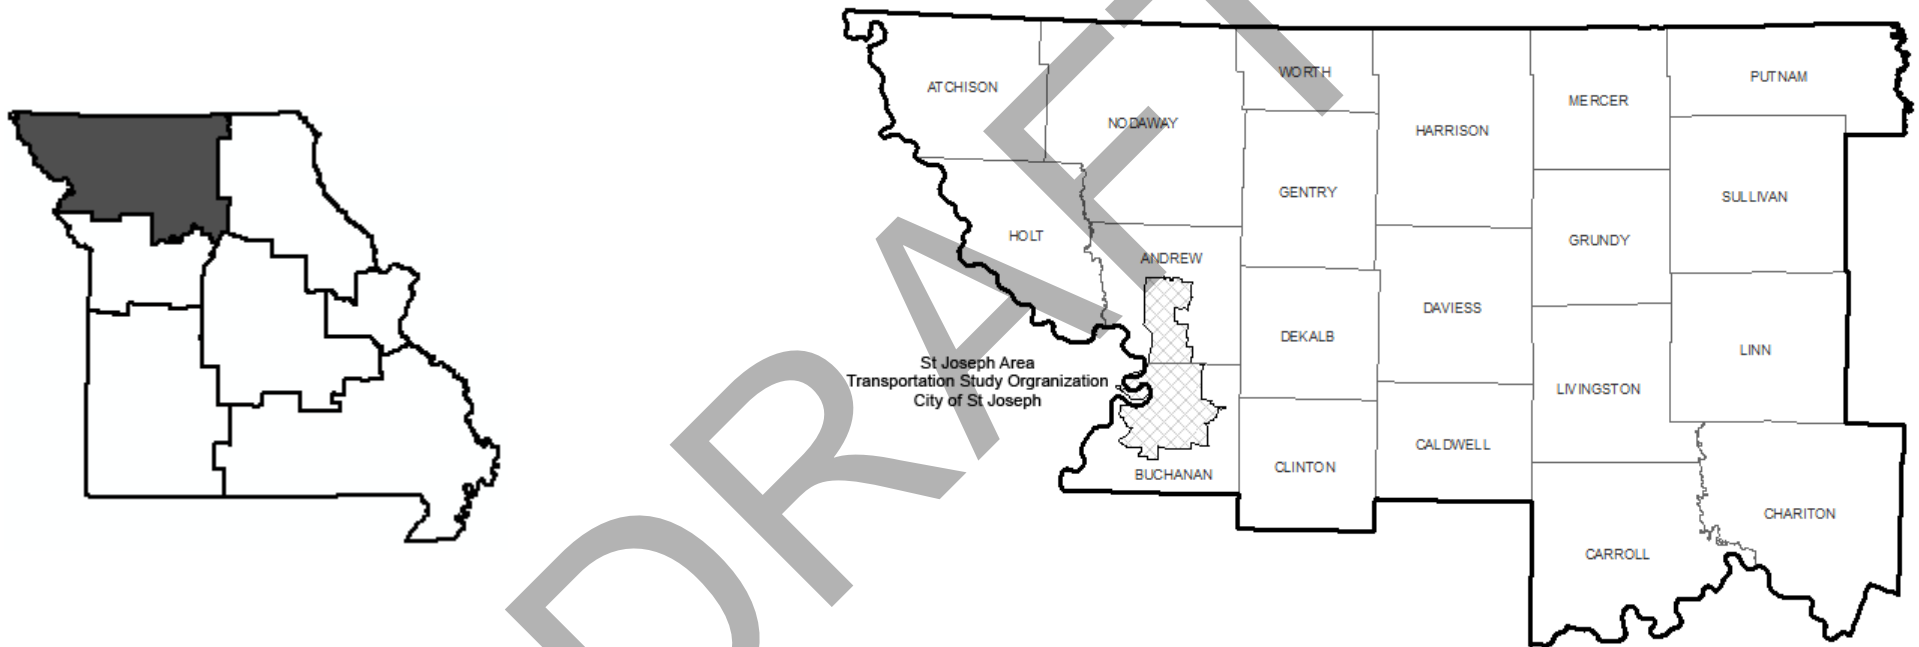 ATCHISON
WORTH
PUTNAM
MERCER
NODAWAY
HARRISON
GENTRY
SULLIVAN
HOLT
GRUNDY
ANDREW
DAVIESS
DEKALB
LINN
St Joseph Area
Transportation Study Orgranization
City of St Joseph
LIVINGSTON
CALDWELL
CLINTON
BUCHANAN
CHARITON
CARROLL
DRAFT